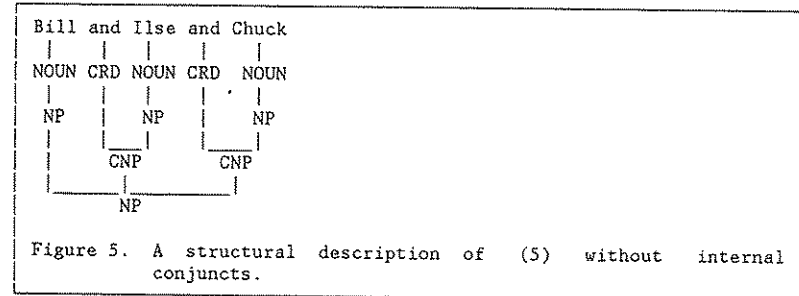 Bill and Ilse and Chuck
NOUN CRD NOUN CRD NOUN
NP NP NP
CNP CNP
NP
Figure 5. A structural description of (5) without internal
conjuncts.